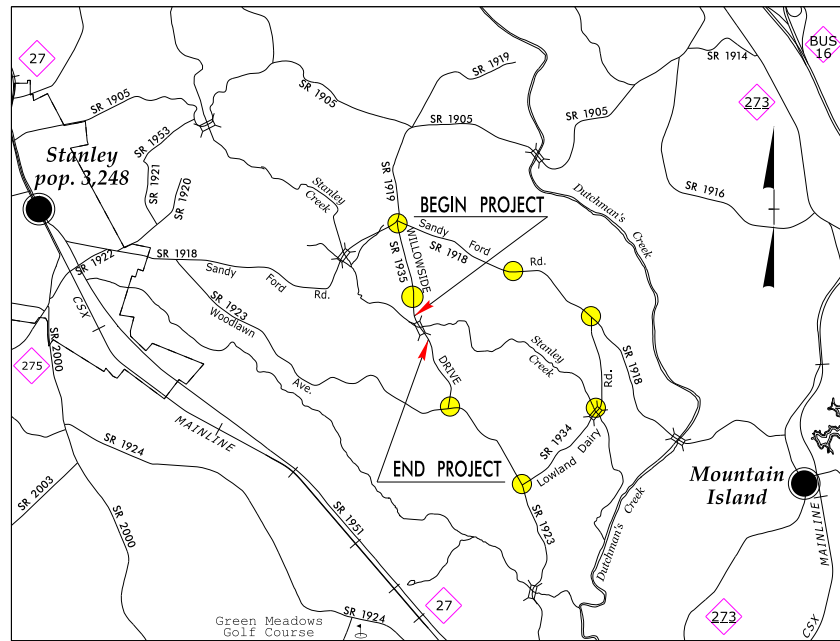 27
SR 1905
SR 1905
SR 1919
SR 1914
BUS
16
273
SR 1905
SR 1905
SR 1953
Stanley
pop. 3,248
SR 1921
SR 1920
Stanley
Creek
SR 1919
BEGIN PROJECT
Dutchman's
Creek
SR 1916
SR 1922
SR 1918
Sandy
Ford
Rd.
Sandy
Ford
Rd.
SR 1918
SR 1935
WILLOWSIDE
CSX
SR 1923
Woodlawn
Ave.
SR 2000
275
Stanley
Creek
Rd.
SR 1918
DRIVE
MAINLINE
SR 1924
SR 1934
Lowland Dairy
END PROJECT
Mountain
Island
SR 2003
SR 2000
SR 1951
SR 1923
Dutchman's
Creek
MAINLINE
SR 1924
27
273
CSX
Green Meadows
Golf Course